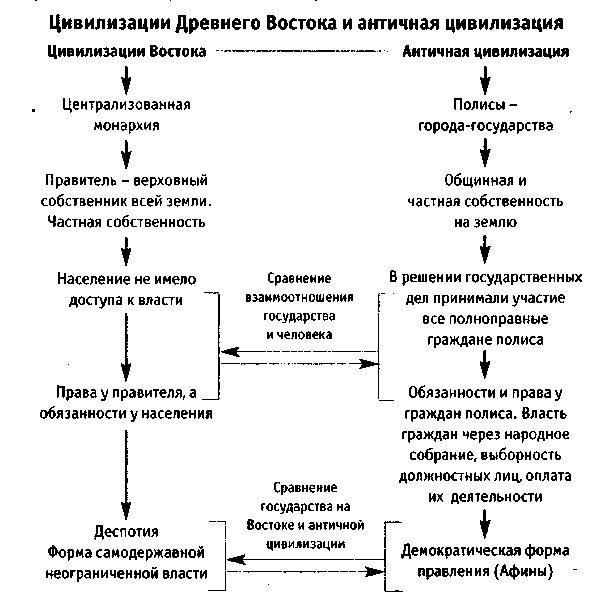 Цивилизации Древнего Востока и античная цивилизация
Цивилизации Востока
Централизованная
монархия
Правитель – верховный
собственник всей земли.
Частная собственность
Население не имело
доступа к власти
Права у правителя, а
обязанности у населения
Деспотия
Форма самодержавной
неограниченной власти
Сравнение
взаимоотношения
государства
и человека
Сравнение
государства на
Востоке и античной
цивилизации
Античная цивилизация
Полисы –
города-государства
Общинная и
частная собственность
на землю
В решении государственных
дел принимали участие
все полноправные
граждане полиса
Обязанности и права у
граждан полиса. Власть
граждан через народное
собрание, выборность
должностных лиц, оплата
их деятельности
Демократическая форма
правления (Афины)